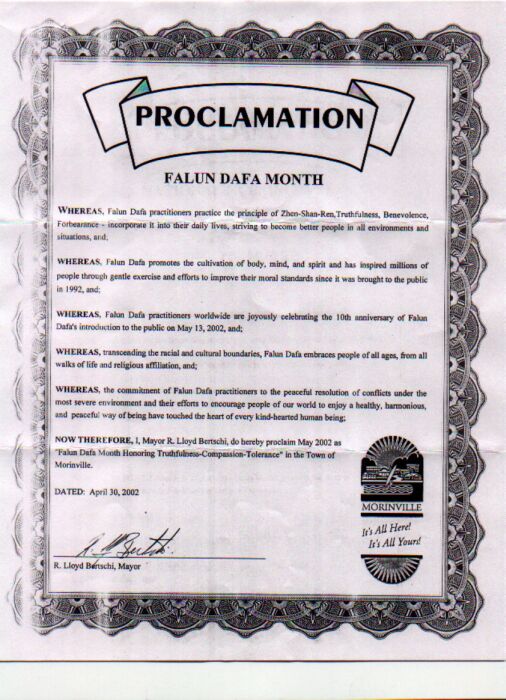 PROCLAMATION
FALUN DAFA MONTH
WHEREAS, Falun Dafa practitioners practice the principle of Zhen-Shan-Ren,Truthfulness, Benevolence,
Forbearance - incorporate it into their daily lives, striving to become better people in all environments and
situations, and;
WHEREAS, Falun Dafa promotes the cultivation of body, mind, and spirit and has inspired millions of
people through gentle exercise and efforts to improve their moral standards since it was brought to the public
in 1992, and;
WHEREAS, Falun Dafa practitioners worldwide are joyously celebrating the 10th anniversary of Falun
Dafa's introduction to the public on May 13, 2002, and;
WHEREAS, transcending the racial and cultural boundaries, Falun Dafa embraces people of all ages, from all
walks of life and religious affiliation, and;
WHEREAS, the commitment of Falun Dafa practitioners to the peaceful resolution of conflicts under the
most severe environment and their efforts to encourage people of our world to enjoy a healthy, harmonious,
and peaceful way of being have touched the heart of every kind-hearted human being;
NOW THEREFORE, I, Mayor R. Lloyd Bertschi, do hereby proclaim May 2002 as
"Falun Dafa Month Honoring Truthfulness-Compassion-Tolerance" in the Town of
Morinville.
DATED: April 30, 2002
MORINVILLE
It's All Here!
It's All Yours!
R. Lloyd Bertschi, Mayor